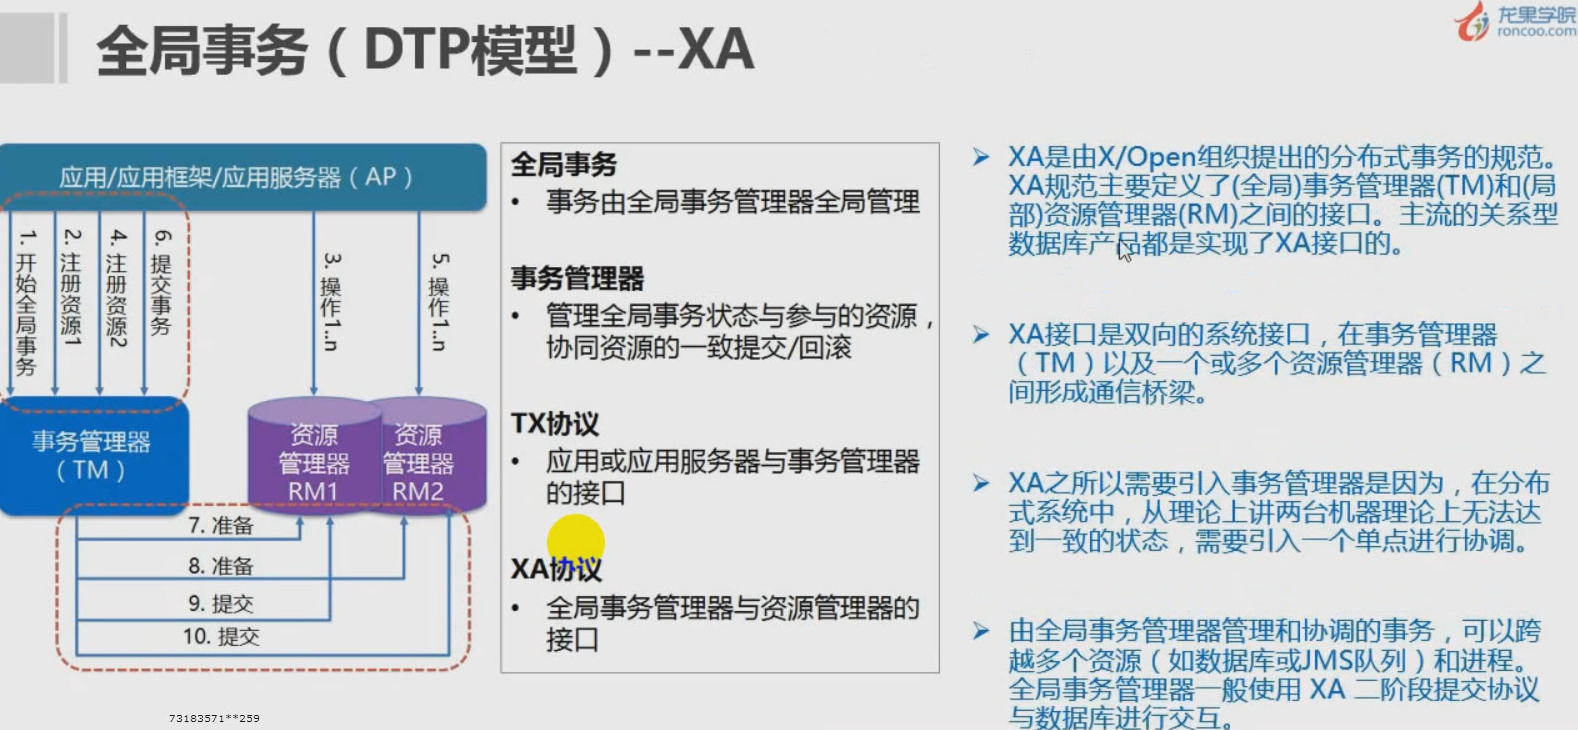 全局事务（DTP模型）--XA
龙果学院
roncoo.com
应用/应用框架/应用服务器（AP）
1. 开始全局事务
2. 注册资源1
4. 注册资源2
6. 提交事务
3. 操作1..n
5. 操作1..n
事务管理器
（TM）
资源
管理器
RM1
资源
管理器
RM2
7. 准备
8. 准备
9. 提交
10. 提交
全局事务
• 事务由全局事务管理器全局管理
事务管理器
• 管理全局事务状态与参与的资源，
协同资源的一致提交/回滚
TX协议
• 应用或应用服务器与事务管理器
的接口
XA协议
• 全局事务管理器与资源管理器的
接口
➢ XA是由X/Open组织提出的分布式事务的规范。
XA规范主要定义了(全局)事务管理器(TM)和(局
部)资源管理器(RM)之间的接口。主流的关系型
数据库产品都是实现了XA接口的。
➢ XA接口是双向的系统接口，在事务管理器
（TM）以及一个或多个资源管理器（RM）之
间形成通信桥梁。
➢ XA之所以需要引入事务管理器是因为，在分布
式系统中，从理论上讲两台机器理论上无法达
到一致的状态，需要引入一个单点进行协调。
➢ 由全局事务管理器管理和协调的事务，可以跨
越多个资源（如数据库或JMS队列）和进程。
全局事务管理器一般使用 XA 二阶段提交协议
与数据库进行交互。
73183571**259